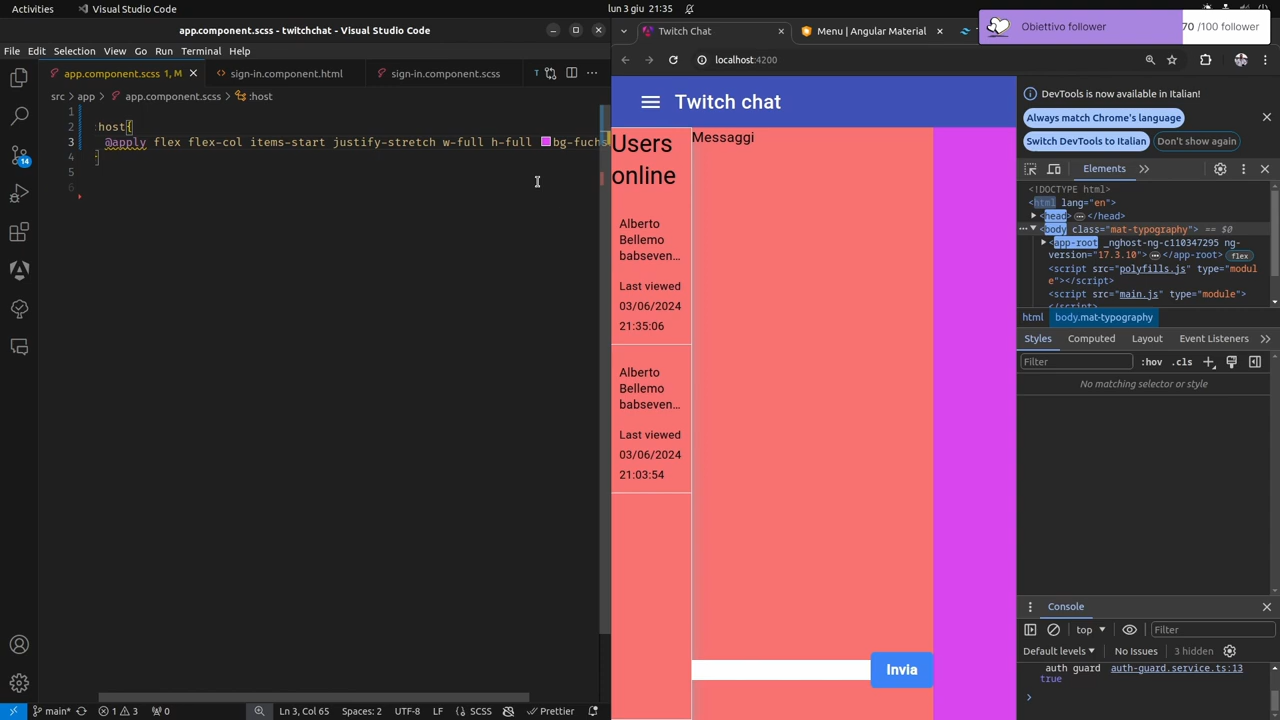 Activities
Visual Studio Code
lun 3 giu 21:35
app.component.scss - twitchchat - Visual Studio Code
File Edit Selection View Go Run Terminal Help
app.component.scss 1, M
sign-in.component.html
sign-in.component.scss
src > app > app.component.scss > :host
1
2 :host{
3 @apply flex flex-col items-start justify-stretch w-full h-full bg-fuchs
4 }
5
6
14
main*
1 3
0
Ln 3, Col 65
Spaces: 2
UTF-8
LF
{} SCSS
Prettier
Twitch Chat
Menu | Angular Material
Obiettivo follower
70 /100 follower
localhost:4200
Twitch chat
Users online
Alberto
Bellemo
babseven…
Last viewed
03/06/2024
21:35:06
Alberto
Bellemo
babseven…
Last viewed
03/06/2024
21:03:54
Messaggi
Invia
DevTools is now available in Italian!
Always match Chrome's language
Switch DevTools to Italian
Don't show again
Elements
<!DOCTYPE html>
<html lang="en">
<head> </head>
<body class="mat-typography"> == $0
<app-root _nghost-ng-c110347295 ng-
version="17.3.10"> </app-root> flex
<script src="polyfills.js" type="modul
e"></script>
<script src="main.js" type="module">
</script>
html body.mat-typography
Styles Computed Layout Event Listeners
Filter
:hov .cls
No matching selector or style
Console
top
Filter
Default levels
No Issues
3 hidden
auth guard auth-guard.service.ts:13
true